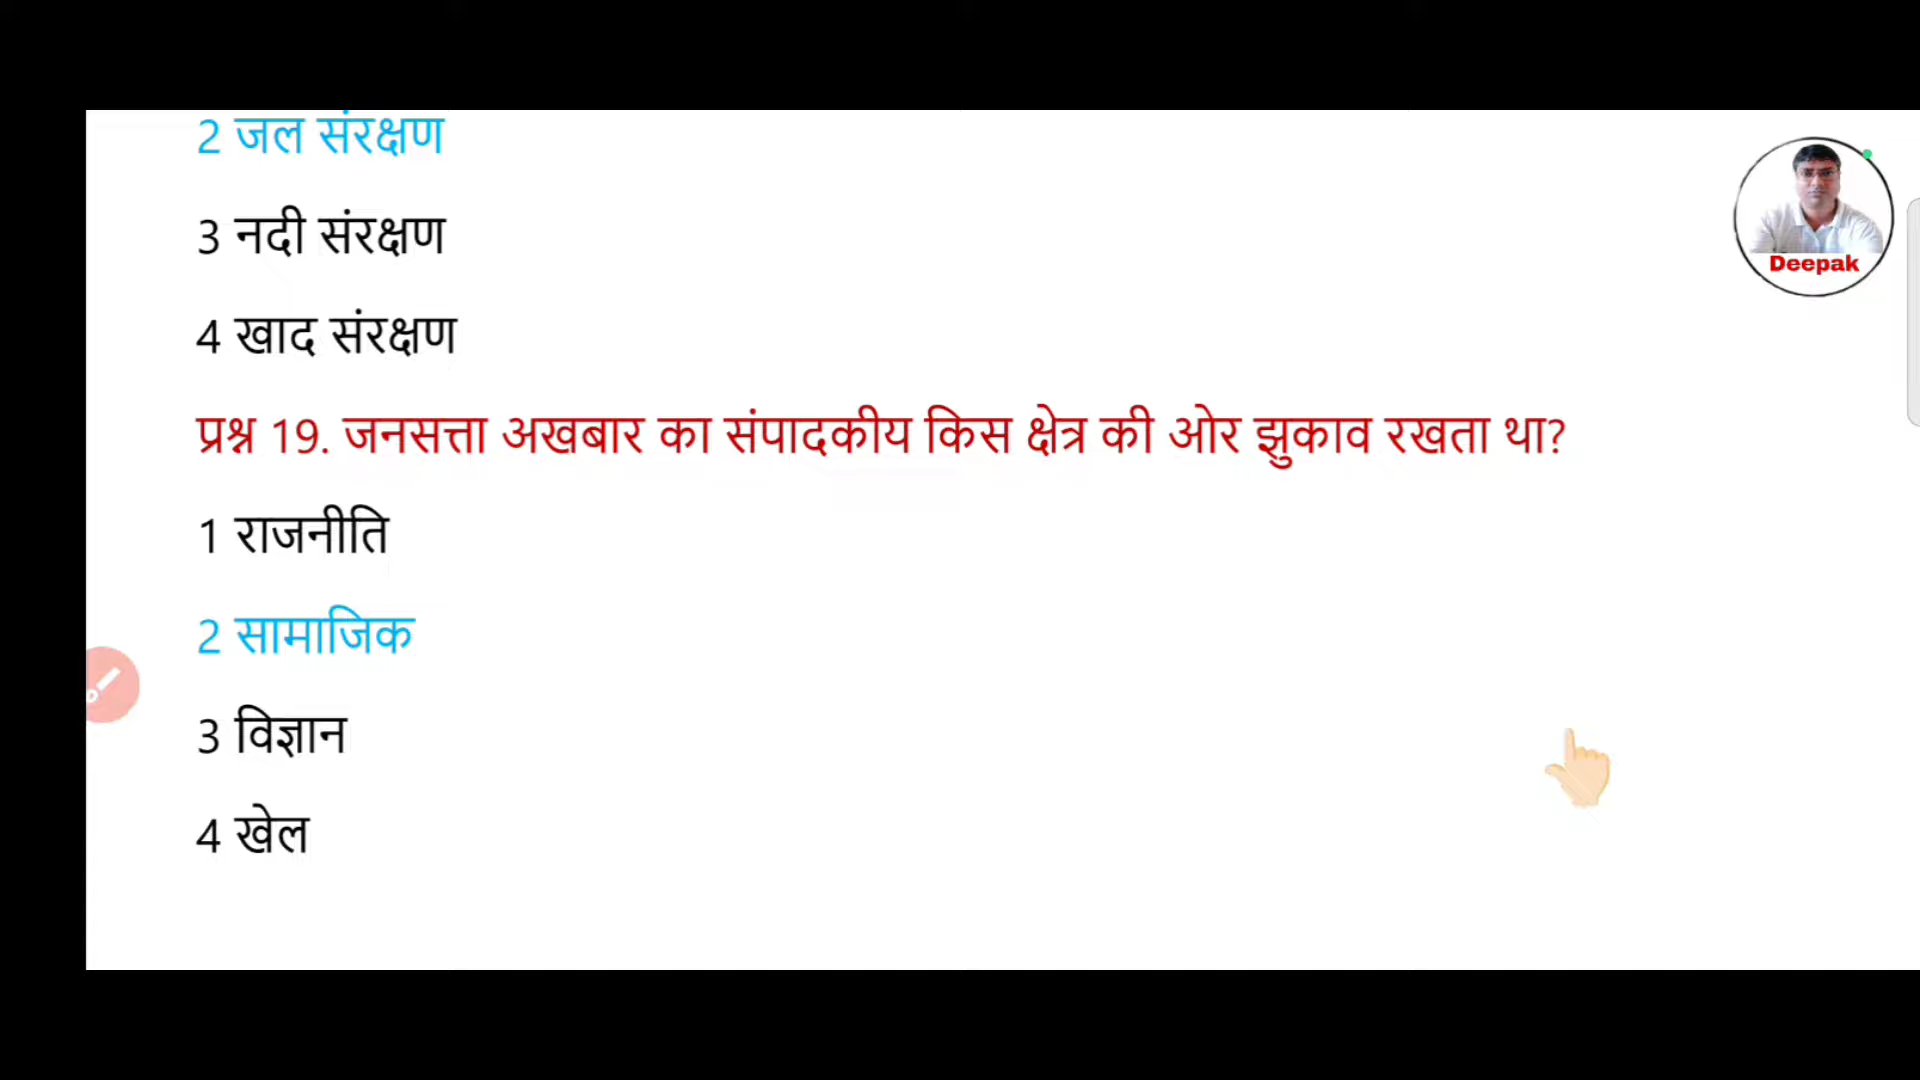 2 जल संरक्षण
3 नदी संरक्षण
4 खाद संरक्षण
प्रश्न 19. जनसत्ता अखबार का संपादकीय किस क्षेत्र की ओर झुकाव रखता था?
1 राजनीति
2 सामाजिक
3 विज्ञान
4 खेल
Deepak